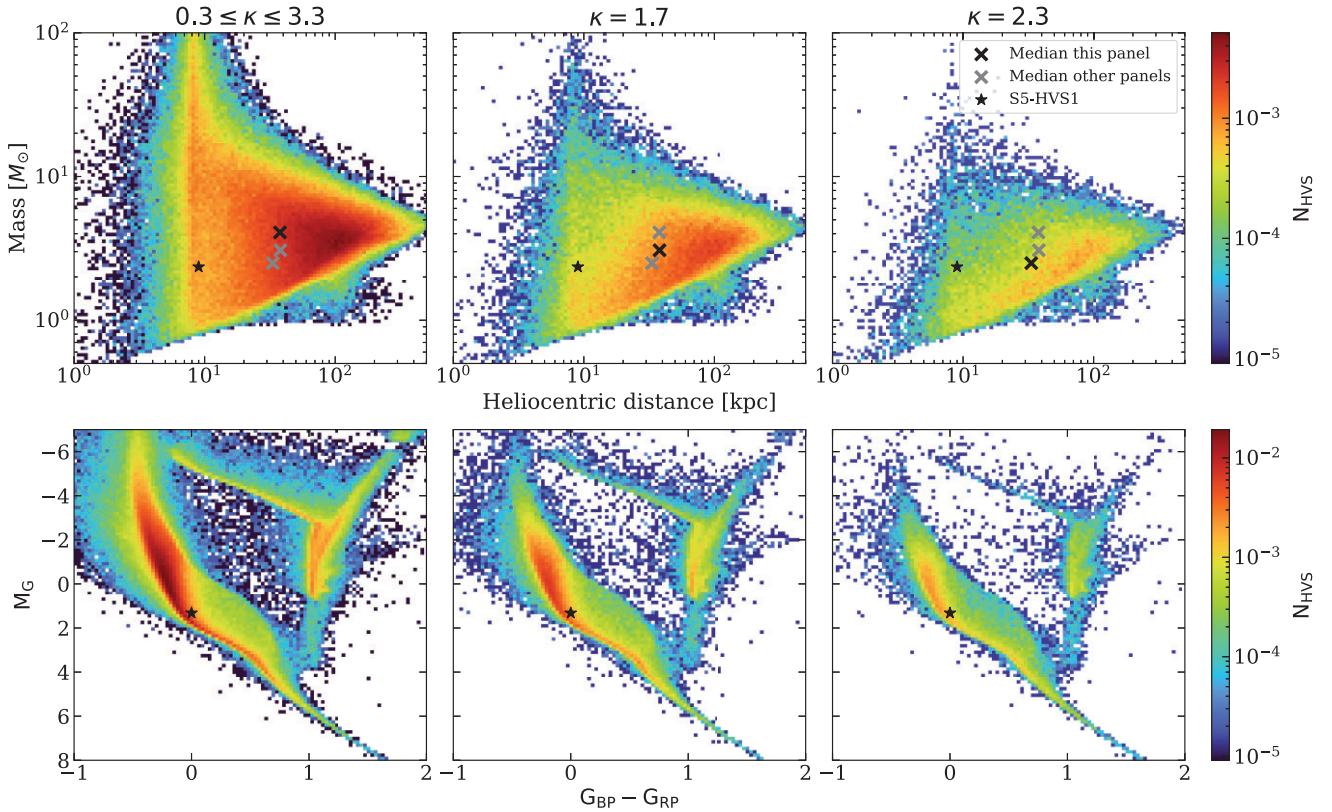 0.3 ≤ κ ≤ 3.3
κ = 1.7
κ = 2.3
10²
10¹
10⁰
Mass [M⊙]
Median this panel
Median other panels
S5-HVS1
10⁻³
10⁻⁴
10⁻⁵
N_HVS
10⁰ 10¹ 10² 10⁰ 10¹ 10² 10⁰ 10¹ 10²
Heliocentric distance [kpc]
−6
−4
−2
0
2
4
6
8
M_G
10⁻²
10⁻³
10⁻⁴
10⁻⁵
N_HVS
−1 0 1 2 −1 0 1 2 −1 0 1 2
G_BP − G_RP